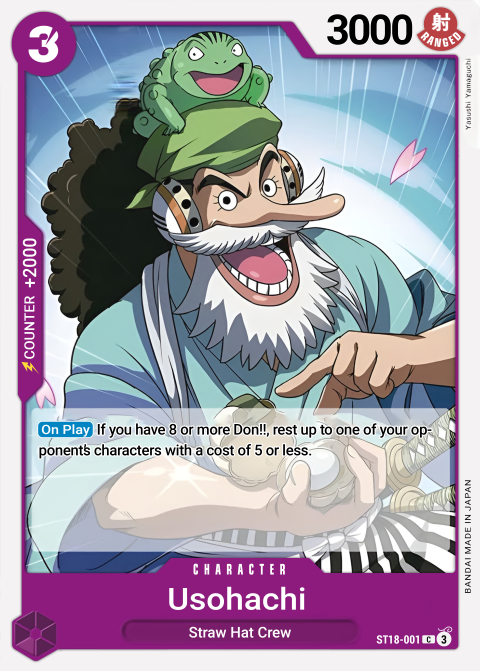 3
3000
射
RANGED
Yasushi Yamaguchi
COUNTER +2000
On Play If you have 8 or more Don!!, rest up to one of your op-
ponents characters with a cost of 5 or less.
BANDAI MADE IN JAPAN
CHARACTER
Usohachi
Straw Hat Crew
ST18-001 C 3